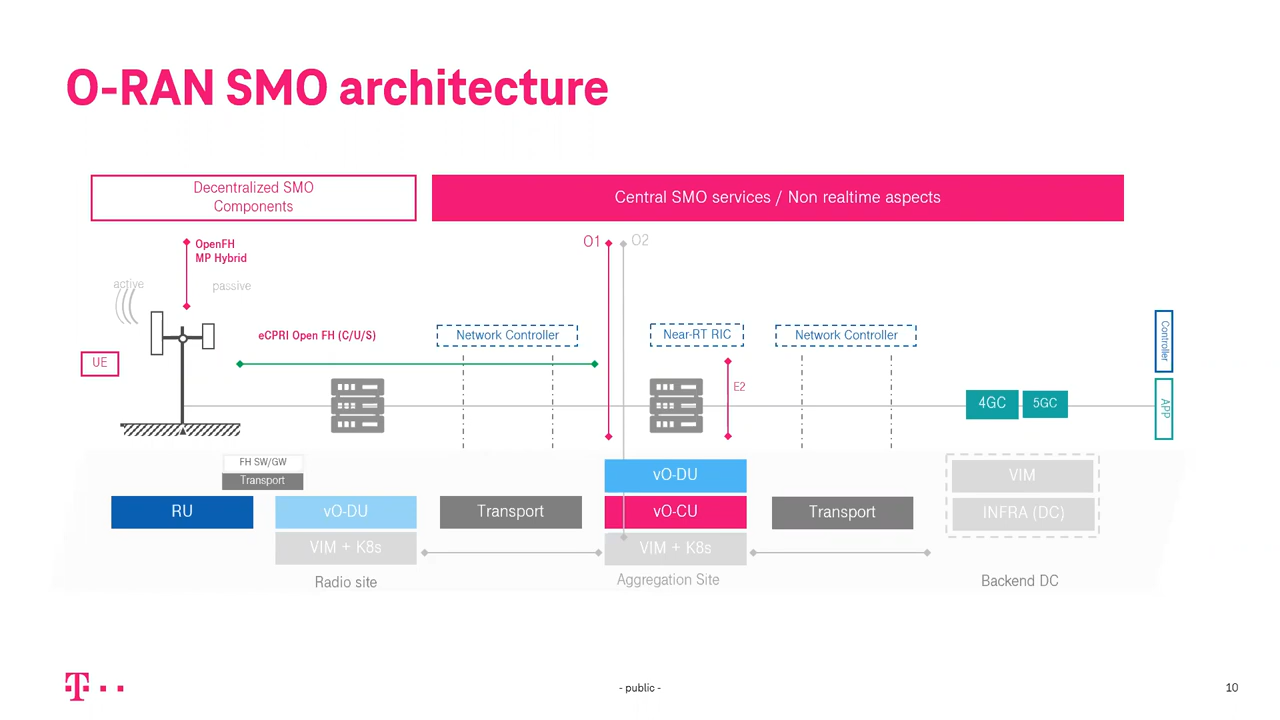 O-RAN SMO architecture
Decentralized SMO
Components
Central SMO services / Non realtime aspects
OpenFH
MP Hybrid
O1
O2
active
passive
eCPRI Open FH (C/U/S)
Network Controller
Near-RT RIC
Network Controller
Controller
UE
E2
4GC
5GC
APP
FH SW/GW
Transport
vO-DU
VIM
RU
vO-DU
Transport
vO-CU
Transport
INFRA (DC)
VIM + K8s
VIM + K8s
Radio site
Aggregation Site
Backend DC
T
- public -
10